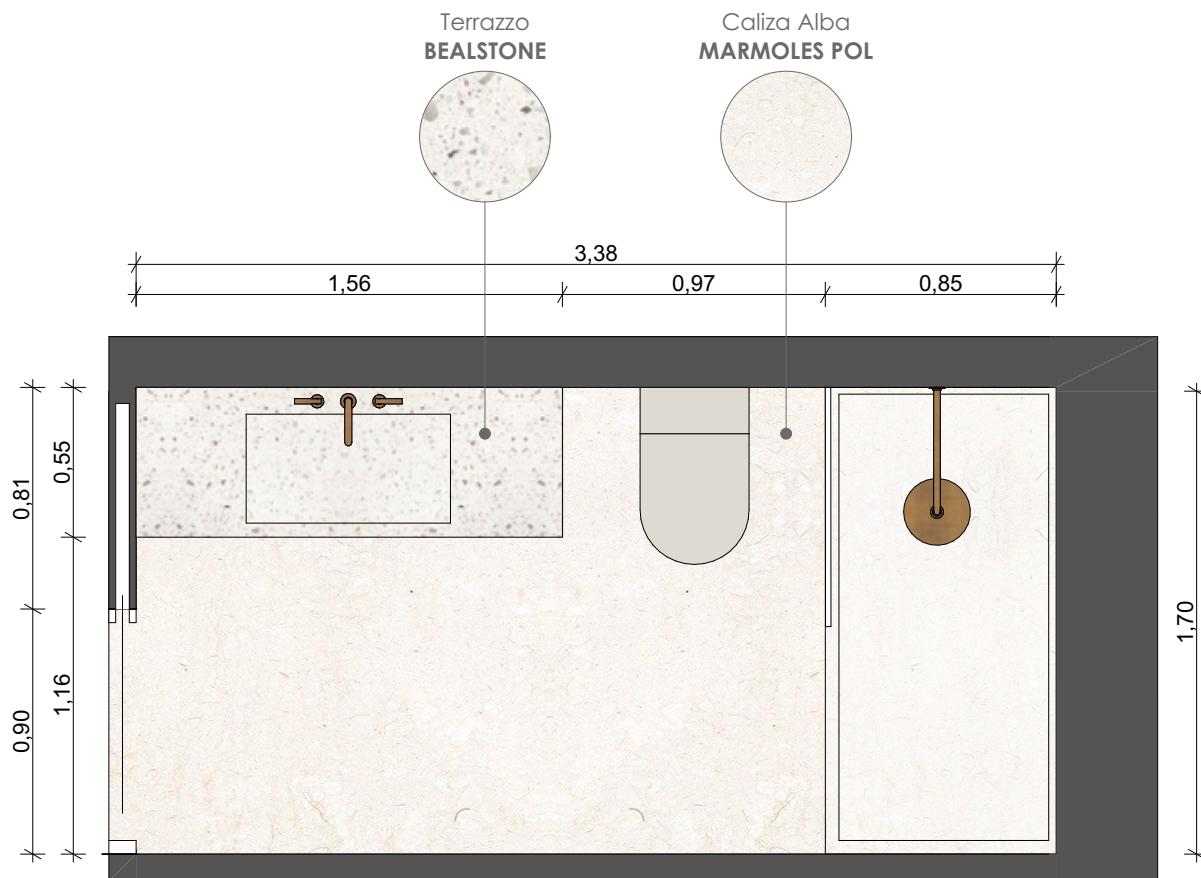 Terrazzo
BEALSTONE
Caliza Alba
MARMOLES POL
3,38
1,56
0,97
0,85
0,55
0,81
1,70
1,16
0,90